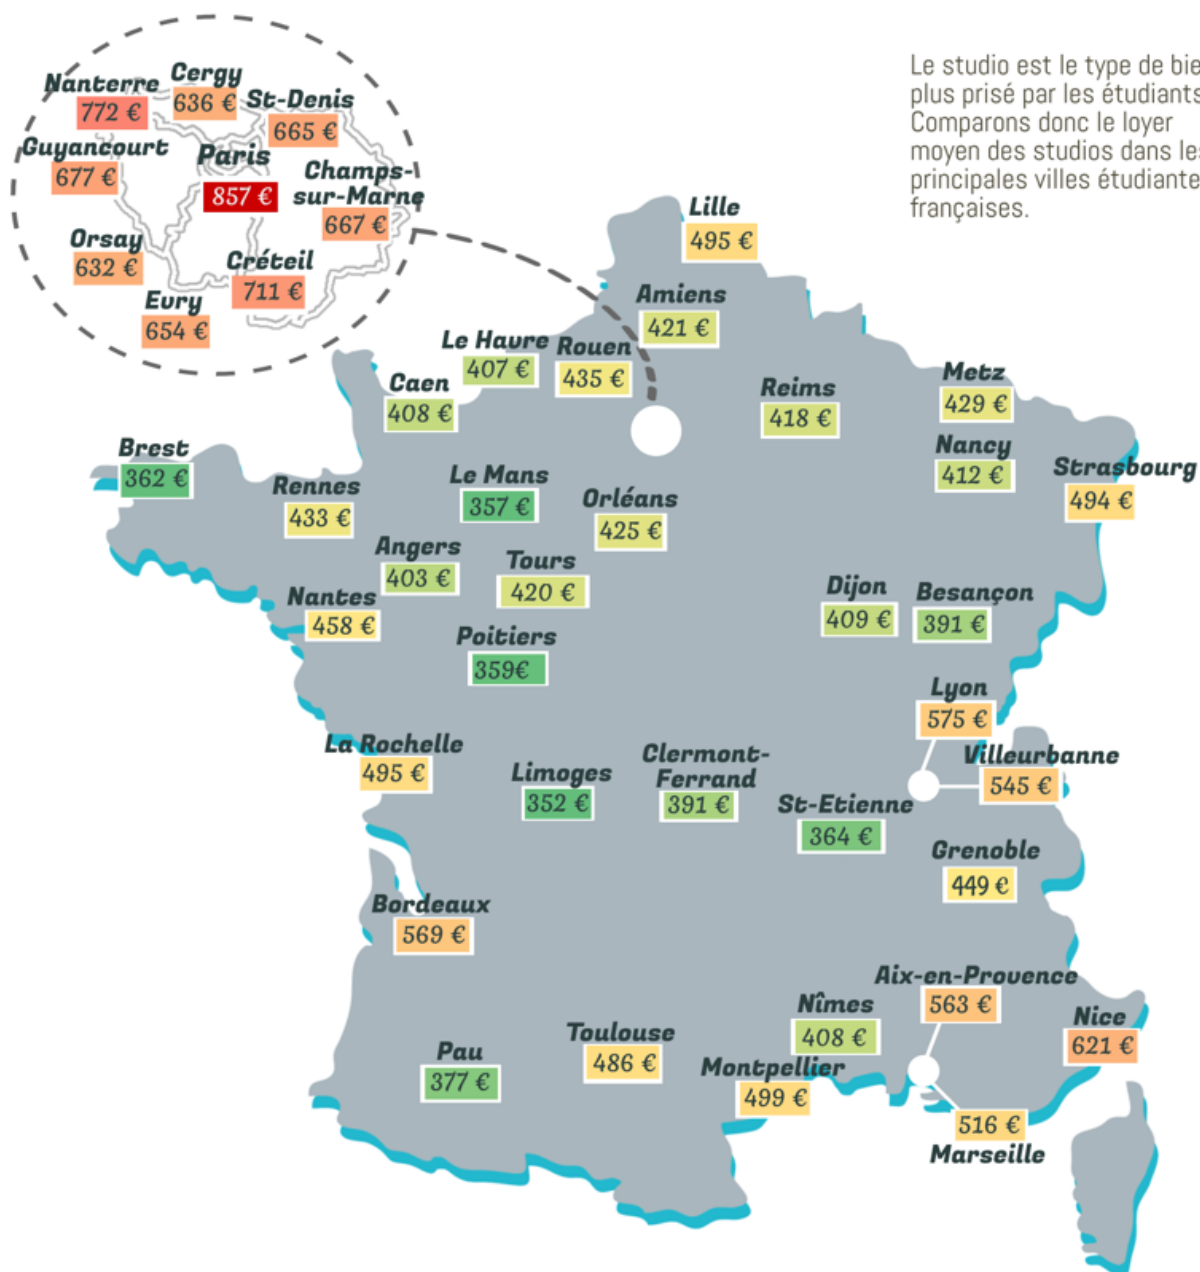 Le studio est le type de bie
plus prisé par les étudiants
Comparons donc le loyer
moyen des studios dans les
principales villes étudiante
françaises.
Nanterre
772 €
Cergy
636 €
St-Denis
665 €
Guyancourt
677 €
Paris
857 €
Champs-
sur-Marne
667 €
Orsay
632 €
Créteil
711 €
Evry
654 €
Lille
495 €
Amiens
421 €
Le Havre
407 €
Rouen
435 €
Caen
408 €
Reims
418 €
Metz
429 €
Nancy
412 €
Strasbourg
494 €
Brest
362 €
Rennes
433 €
Le Mans
357 €
Orléans
425 €
Angers
403 €
Tours
420 €
Nantes
458 €
Dijon
409 €
Besançon
391 €
Poitiers
359€
Lyon
575 €
Villeurbanne
545 €
La Rochelle
495 €
Limoges
352 €
Clermont-
Ferrand
391 €
St-Etienne
364 €
Grenoble
449 €
Bordeaux
569 €
Aix-en-Provence
563 €
Nîmes
408 €
Nice
621 €
Toulouse
486 €
Pau
377 €
Montpellier
499 €
516 €
Marseille